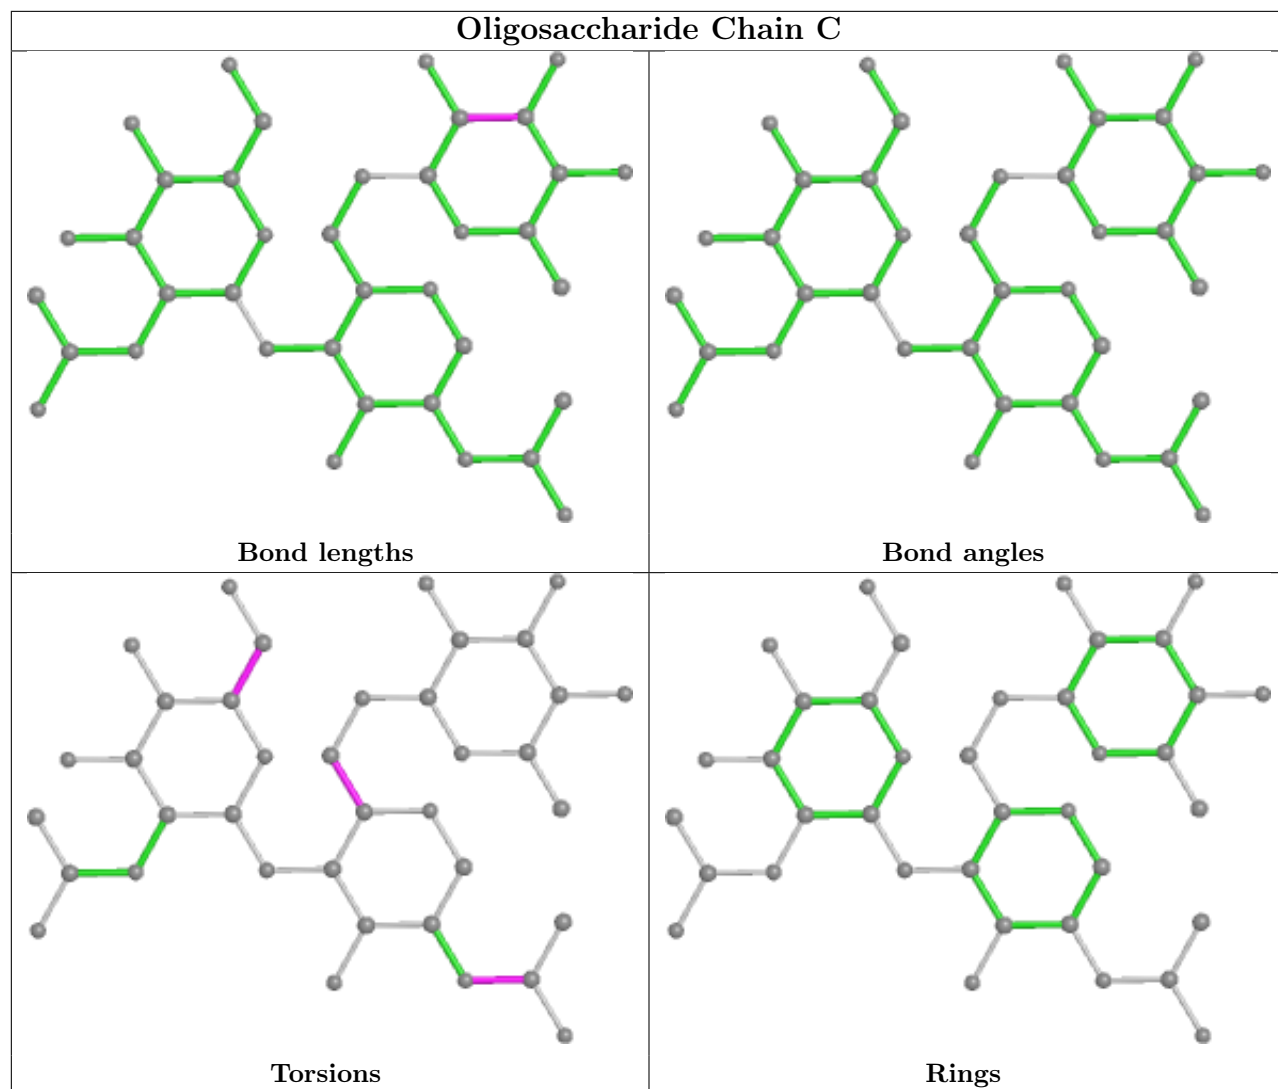 Oligosaccharide Chain C
Bond lengths
Bond angles
Torsions
Rings